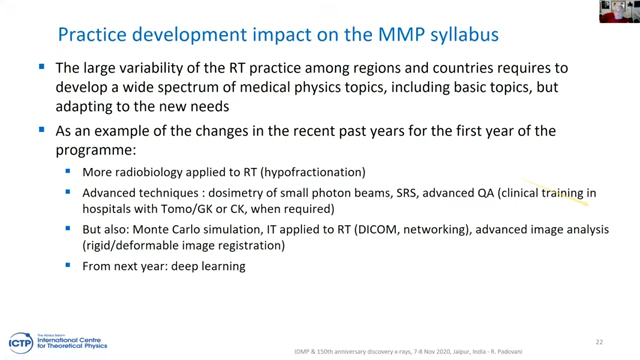 Practice development impact on the MMP syllabus
▪ The large variability of the RT practice among regions and countries requires to
develop a wide spectrum of medical physics topics, including basic topics, but
adapting to the new needs
▪ As an example of the changes in the recent past years for the first year of the
programme:
▪ More radiobiology applied to RT (hypofractionation)
▪ Advanced techniques : dosimetry of small photon beams, SRS, advanced QA (clinical training in
hospitals with Tomo/GK or CK, when required)
▪ But also: Monte Carlo simulation, IT applied to RT (DICOM, networking), advanced image analysis
(rigid/deformable image registration)
▪ From next year: deep learning
The Abdus Salam
International Centre
for Theoretical Physics
ICTP
IDMP & 150th anniversary discovery x-rays, 7-8 Nov 2020, Jaipur, India - R. Padovani
22